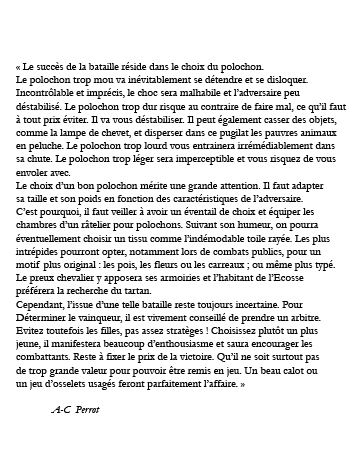 « Le succès de la bataille réside dans le choix du polochon.
Le polochon trop mou va inévitablement se détendre et se disloquer.
Incontrôlable et imprécis, le choc sera malhabile et l'adversaire peu
déstabilisé. Le polochon trop dur risque au contraire de faire mal, ce qu'il faut
à tout prix éviter. Il va vous déstabiliser. Il peut également casser des objets,
comme la lampe de chevet, et disperser dans ce pugilat les pauvres animaux
en peluche. Le polochon trop lourd vous entrainera irrémédiablement dans
sa chute. Le polochon trop léger sera imperceptible et vous risquez de vous
envoler avec.
Le choix d'un bon polochon mérite une grande attention. Il faut adapter
sa taille et son poids en fonction des caractéristiques de l'adversaire.
C'est pourquoi, il faut veiller à avoir un éventail de choix et équiper les
chambres d'un râtelier pour polochons. Suivant son humeur, on pourra
éventuellement choisir un tissu comme l'indémodable toile rayée. Les plus
intrépides pourront opter, notamment lors de combats publics, pour un
motif plus original : les pois, les fleurs ou les carreaux ; ou même plus typé.
Le preux chevalier y apposera ses armoiries et l'habitant de l'Ecosse
préférera la recherche du tartan.
Cependant, l'issue d'une telle bataille reste toujours incertaine. Pour
Déterminer le vainqueur, il est vivement conseillé de prendre un arbitre.
Evitez toutefois les filles, pas assez stratèges ! Choisissez plutôt un plus
jeune, il manifestera beaucoup d'enthousiasme et saura encourager les
combattants. Reste à fixer le prix de la victoire. Qu'il ne soit surtout pas
de trop grande valeur pour pouvoir être remis en jeu. Un beau calot ou
un jeu d'osselets usagés feront parfaitement l'affaire. »
A-C Perrot